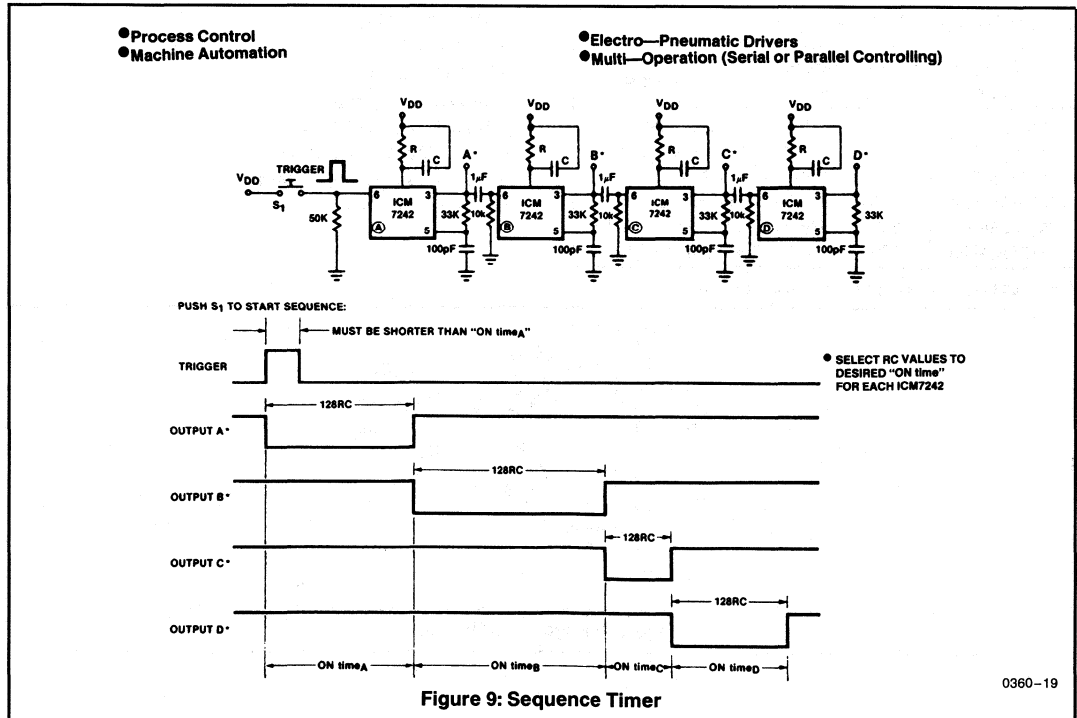 ●Process Control
●Machine Automation
●Electro—Pneumatic Drivers
●Multi—Operation (Serial or Parallel Controlling)
VDD VDD VDD VDD
R C A* R C B* R C C* R C D*
TRIGGER
VDD
S1
50K
6 ICM 7242 3 5 A
1µF
33K 10k
100pF
6 ICM 7242 3 5 B
1µF
33K 10k
100pF
6 ICM 7242 3 5 C
1µF
33K 10k
100pF
6 ICM 7242 3 5 D
33K
100pF
PUSH S1 TO START SEQUENCE:
MUST BE SHORTER THAN "ON timeA"
TRIGGER
● SELECT RC VALUES TO
DESIRED "ON time"
FOR EACH ICM7242
128RC
OUTPUT A*
128RC
OUTPUT B*
128RC
OUTPUT C*
128RC
OUTPUT D*
ON timeA ON timeB ON timeC ON timeD
0360–19
Figure 9: Sequence Timer